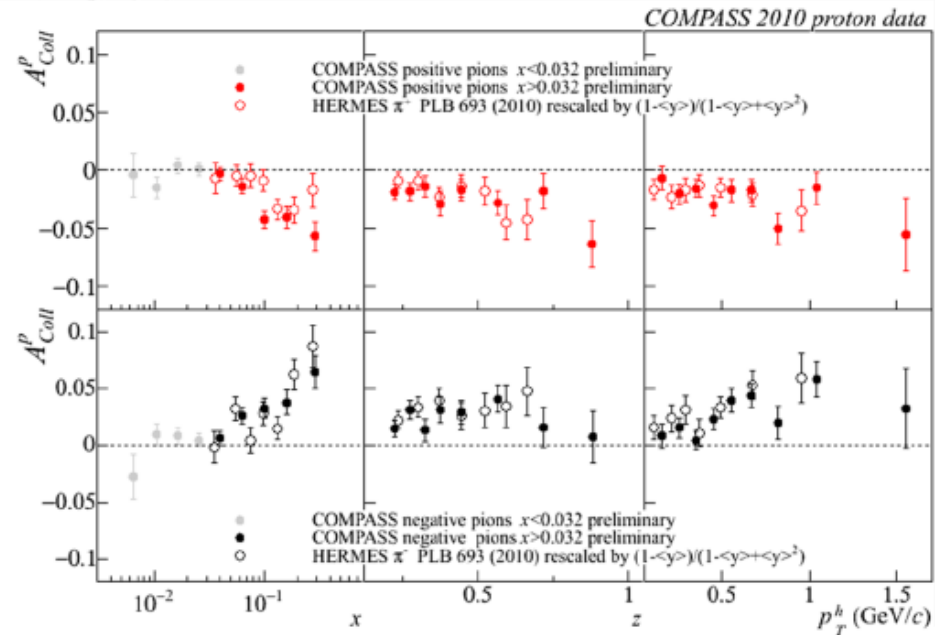 COMPASS 2010 proton data
A^p_Coll
0.1
COMPASS positive pions x<0.032 preliminary
COMPASS positive pions x>0.032 preliminary
0.05
HERMES π⁺ PLB 693 (2010) rescaled by (1-<y>)/(1-<y>+<y>²)
0
−0.05
−0.1
A^p_Coll
0.1
0.05
0
−0.05
COMPASS negative pions x<0.032 preliminary
COMPASS negative pions x>0.032 preliminary
HERMES π⁻ PLB 693 (2010) rescaled by (1-<y>)/(1-<y>+<y>²)
−0.1
10⁻² 10⁻¹ 0.5 1 0.5 1 1.5
x z p_T^h (GeV/c)